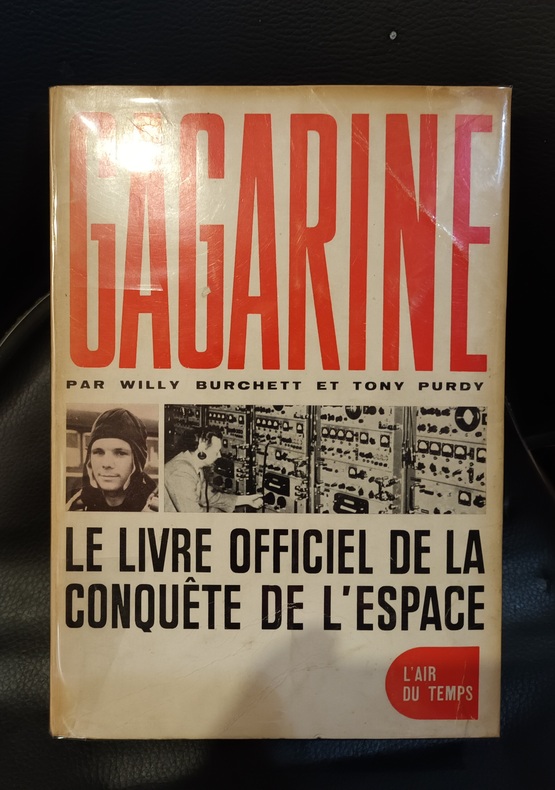 GAGARINE
PAR WILLY BURCHETT ET TONY PURDY
LE LIVRE OFFICIEL DE LA
CONQUÊTE DE L'ESPACE
L'AIR
DU TEMPS